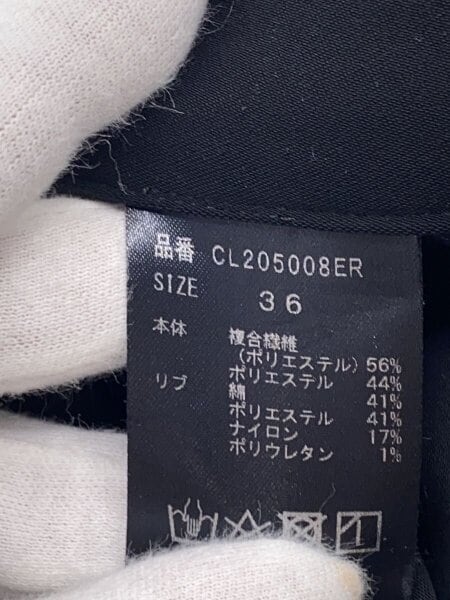 品番 CL205008ER
SIZE 36
本体 複合繊維
(ポリエステル) 56%
リブ ポリエステル 44%
綿 41%
ポリエステル 41%
ナイロン 17%
ポリウレタン 1%